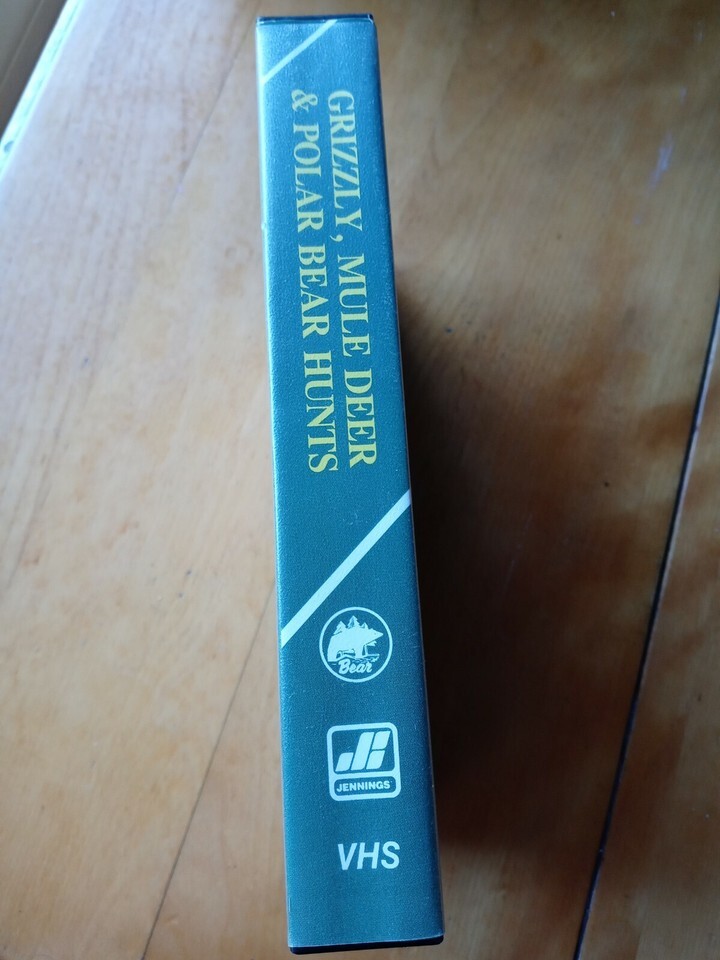 GRIZZLY, MULE DEER
& POLAR BEAR HUNTS
Bear
JENNINGS
VHS